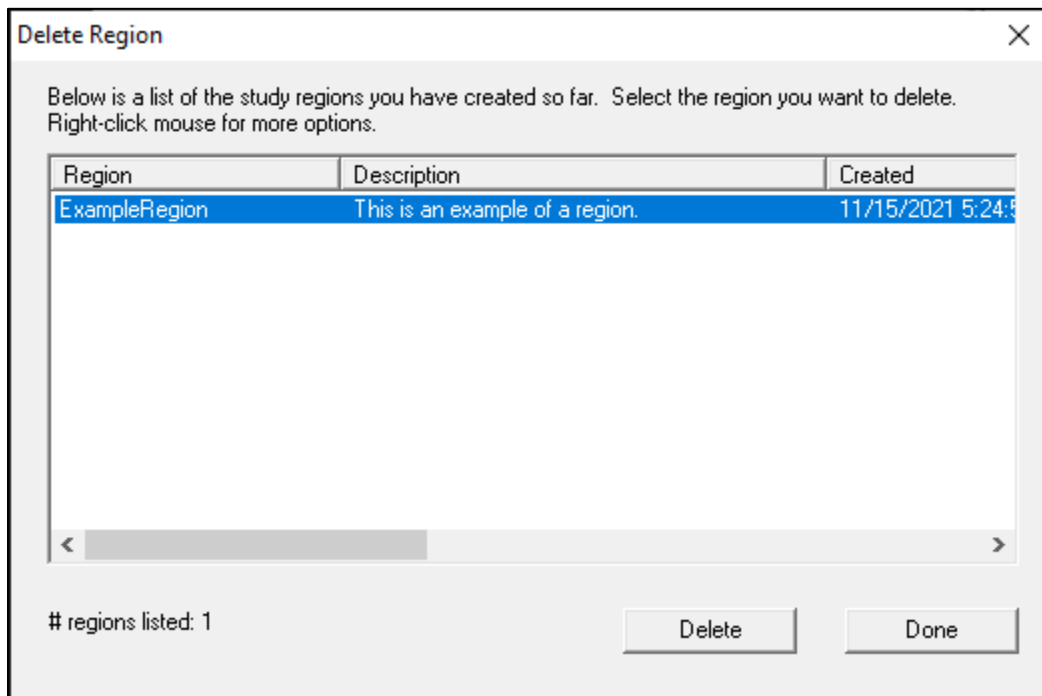 Delete Region
Below is a list of the study regions you have created so far.  Select the region you want to delete.
Right-click mouse for more options.
Region Description Created
ExampleRegion This is an example of a region. 11/15/2021 5:24:5
# regions listed: 1 Delete Done